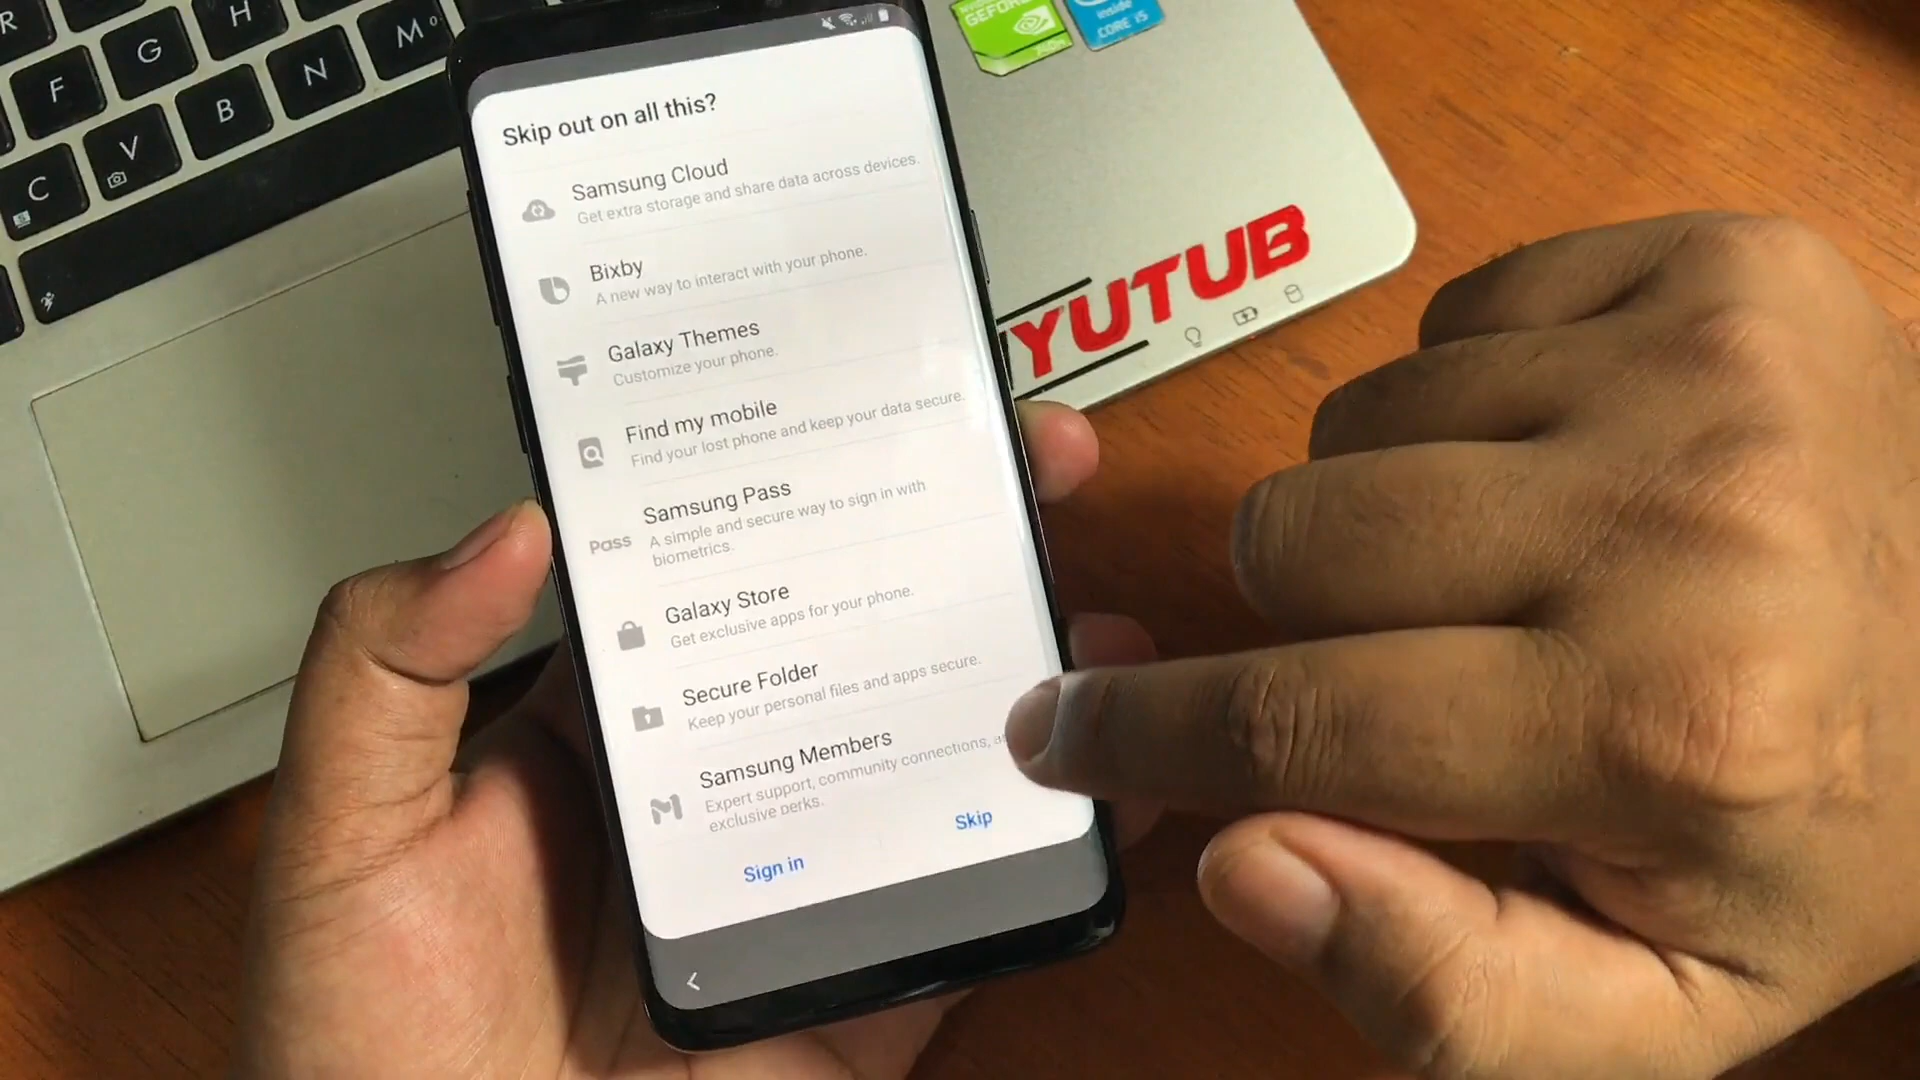 R
G
H
M
F
V
B
N
C
GEFORCE
inside
CORE i5
YUTUB
Skip out on all this?
Samsung Cloud
Get extra storage and share data across devices.
Bixby
A new way to interact with your phone.
Galaxy Themes
Customize your phone.
Find my mobile
Find your lost phone and keep your data secure.
Pass
Samsung Pass
A simple and secure way to sign in with
biometrics.
Galaxy Store
Get exclusive apps for your phone.
Secure Folder
Keep your personal files and apps secure.
Samsung Members
Expert support, community connections,
exclusive perks.
Sign in
Skip